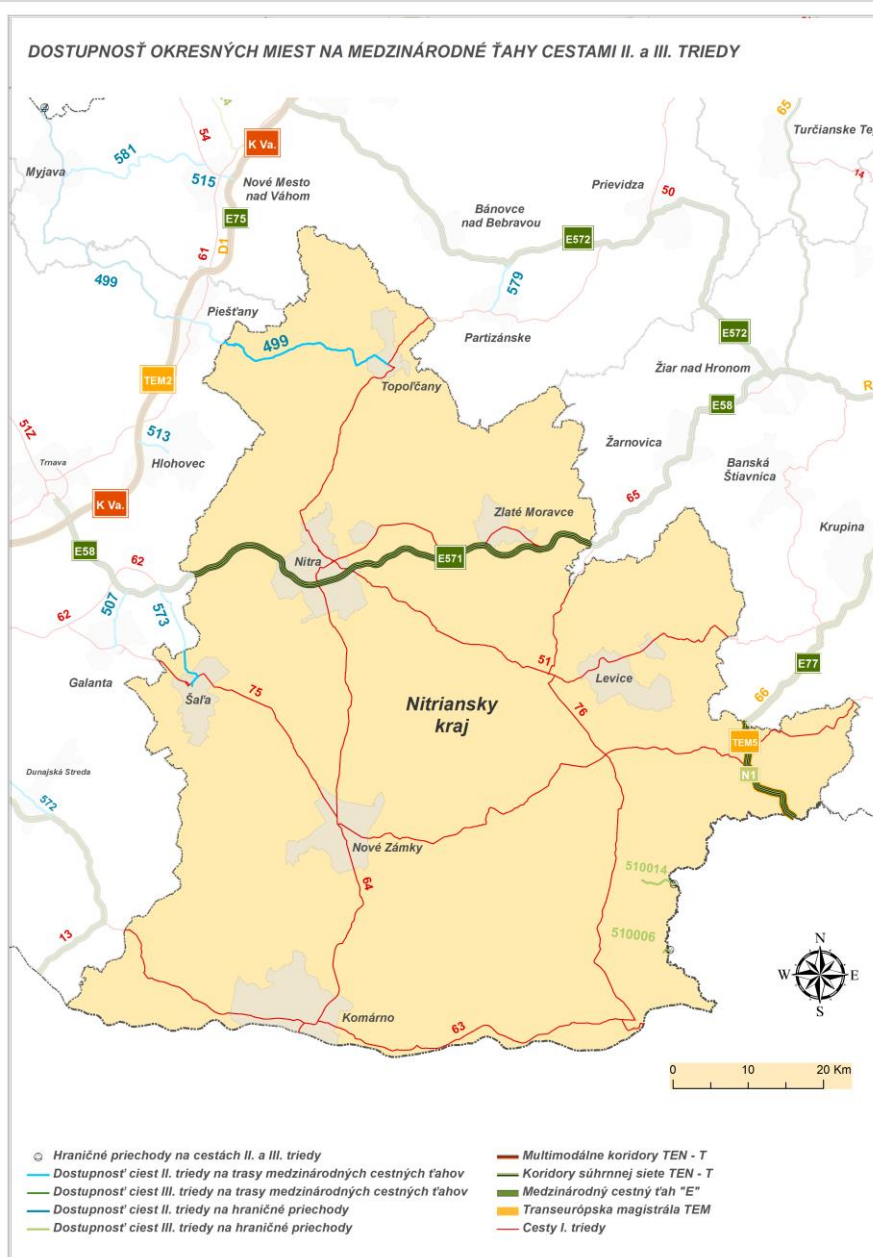 DOSTUPNOSŤ OKRESNÝCH MIEST NA MEDZINÁRODNÉ ŤAHY CESTAMI II. a III. TRIEDY
65
54
K Va.
Turčianske Te
581
Myjava
515
Nové Mesto
nad Váhom
Prievidza
50
14
E75
Bánovce
nad Bebravou
D1
61
E572
499
579
Piešťany
499
Partizánske
E572
Topoľčany
Žiar nad Hronom
TEM2
R
E58
51Z
513
Žarnovica
Trnava
Hlohovec
Banská
Štiavnica
65
K Va.
Zlaté Moravce
Krupina
E58
62
Nitra
E571
507
573
62
51
E77
Galanta
Levice
Šaľa
75
Nitriansky
kraj
76
66
TEM5
Dunajská Streda
N1
572
Nové Zámky
510014
64
510006
13
N
W
E
S
Komárno
63
0
10
20 Km
Hraničné priechody na cestách II. a III. triedy
Dostupnosť ciest II. triedy na trasy medzinárodných cestných ťahov
Dostupnosť ciest III. triedy na trasy medzinárodných cestných ťahov
Dostupnosť ciest II. triedy na hraničné priechody
Dostupnosť ciest III. triedy na hraničné priechody
Multimodálne koridory TEN - T
Koridory súhrnnej siete TEN - T
Medzinárodný cestný ťah "E"
Transeurópska magistrála TEM
Cesty I. triedy